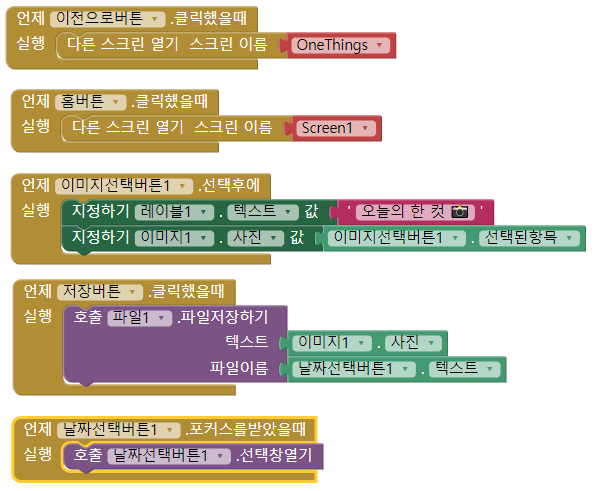 언제 이전으로버튼 .클릭했을때
실행 다른 스크린 열기 스크린 이름 OneThings
언제 홈버튼 .클릭했을때
실행 다른 스크린 열기 스크린 이름 Screen1
언제 이미지선택버튼1 .선택후에
실행 지정하기 레이블1 . 텍스트 값 ' 오늘의 한 컷 📷 '
지정하기 이미지1 . 사진 값 이미지선택버튼1 . 선택된항목
언제 저장버튼 .클릭했을때
실행 호출 파일1 .파일저장하기
텍스트 이미지1 . 사진
파일이름 날짜선택버튼1 . 텍스트
언제 날짜선택버튼1 .포커스를받았을때
실행 호출 날짜선택버튼1 .선택창열기